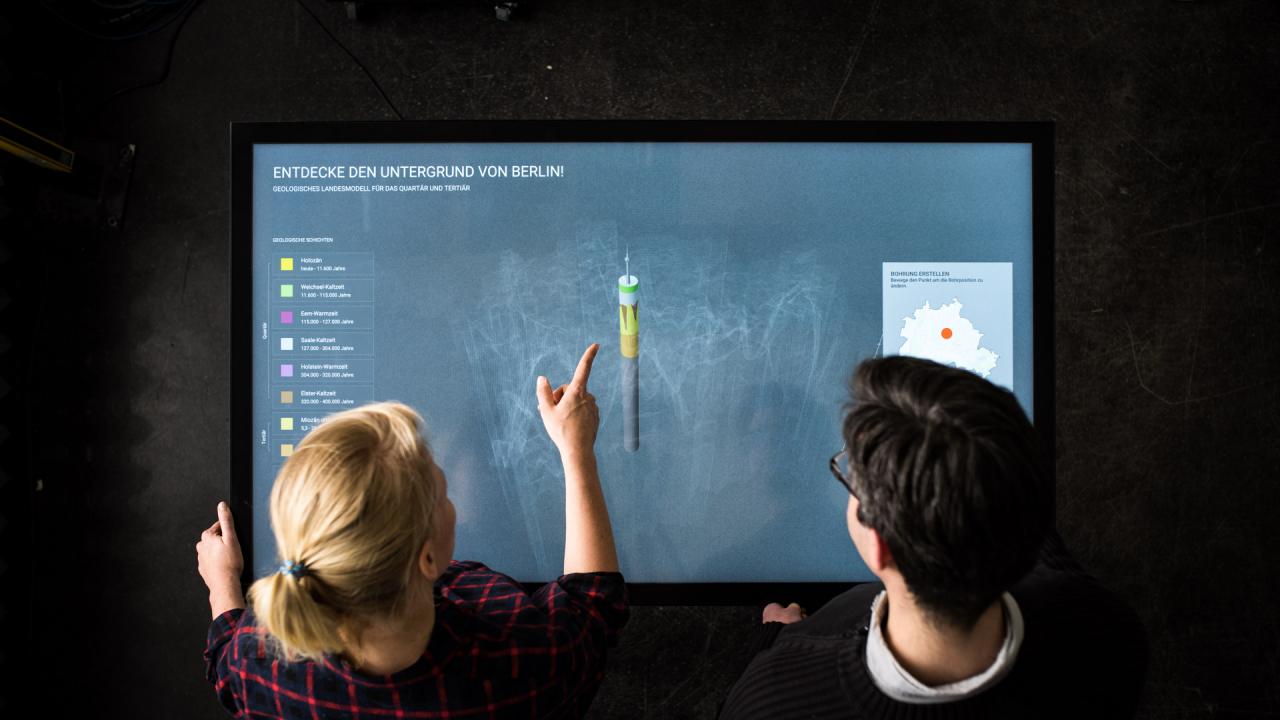 ENTDECKE DEN UNTERGRUND VON BERLIN!
GEOLOGISCHES LANDESMODELL FÜR DAS QUARTÄR UND TERTIÄR
GEOLOGISCHE SCHICHTEN
Quartär
Holozän
heute - 11.600 Jahre
Weichsel-Kaltzeit
11.600 - 115.000 Jahre
Eem-Warmzeit
115.000 - 127.000 Jahre
Saale-Kaltzeit
127.000 - 304.000 Jahre
Holstein-Warmzeit
304.000 - 320.000 Jahre
Elster-Kaltzeit
320.000 - 400.000 Jahre
Tertiär
Miozän
BOHRUNG ERSTELLEN
Bewege den Punkt um die Bohrposition zu
ändern.